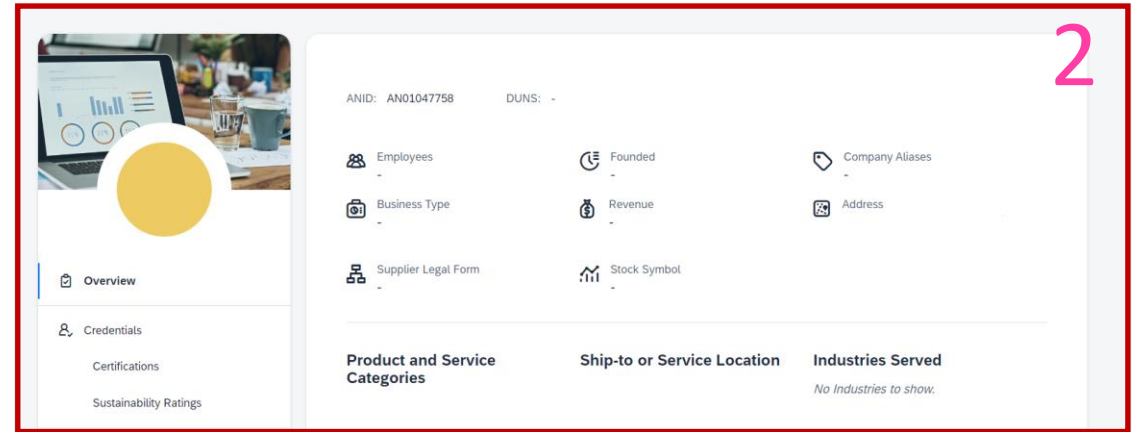 2
ANID: AN01047758 DUNS: -
Employees
-
Founded
-
Company Aliases
-
Business Type
-
Revenue
-
Address
Supplier Legal Form
-
Stock Symbol
-
Overview
Credentials
Certifications
Sustainability Ratings
Product and Service
Categories
Ship-to or Service Location
Industries Served
No Industries to show.